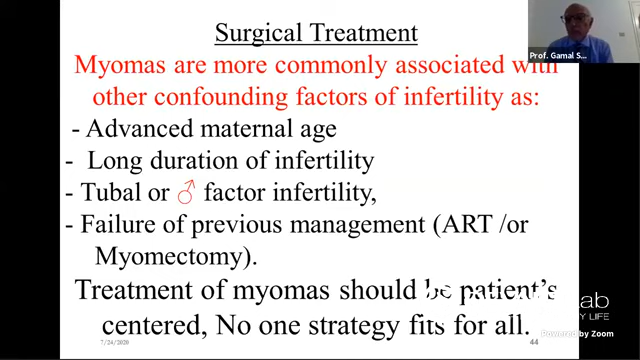 Surgical Treatment
Prof. Gamal S...
Myomas are more commonly associated with
other confounding factors of infertility as:
- Advanced maternal age
- Long duration of infertility
- Tubal or ♂ factor infertility,
- Failure of previous management (ART /or
Myomectomy).
Treatment of myomas should be patient's
centered, No one strategy fits for all.
ab
Y LIFE
Powered by Zoom
7/24/2020
44